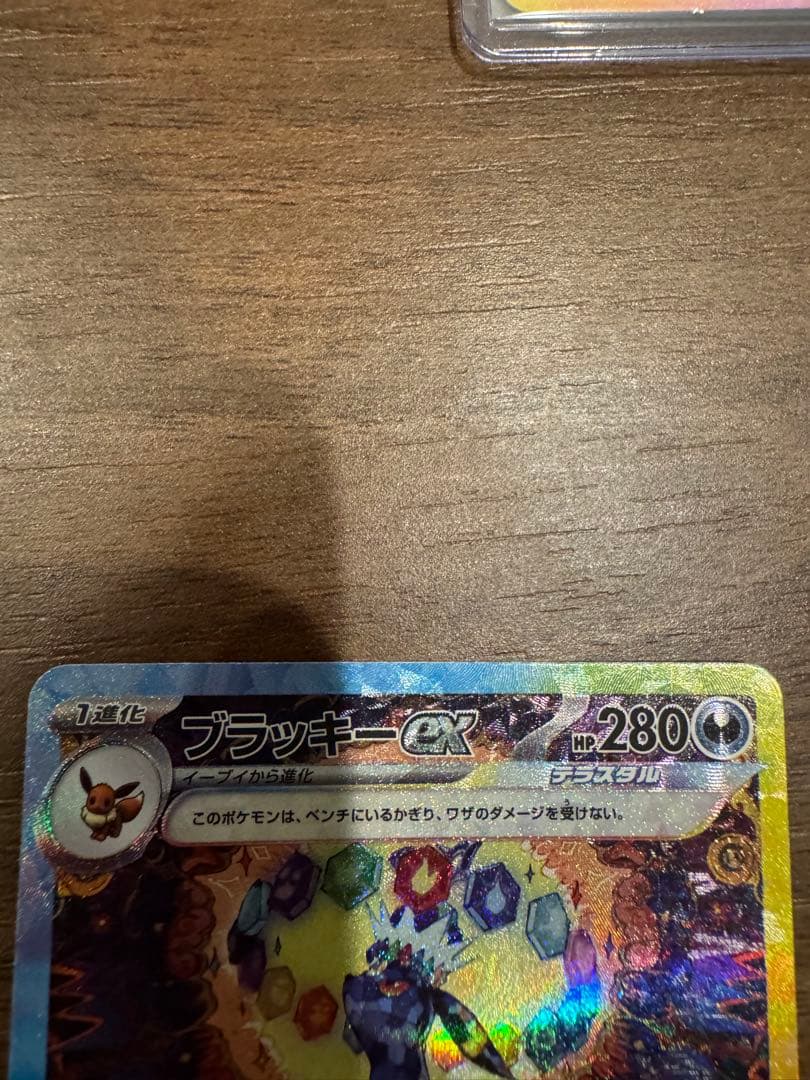 1進化
ブラッキーex
HP 280
イーブイから進化
テラスタル
このポケモンは、ベンチにいるかぎり、ワザのダメージを受けない。